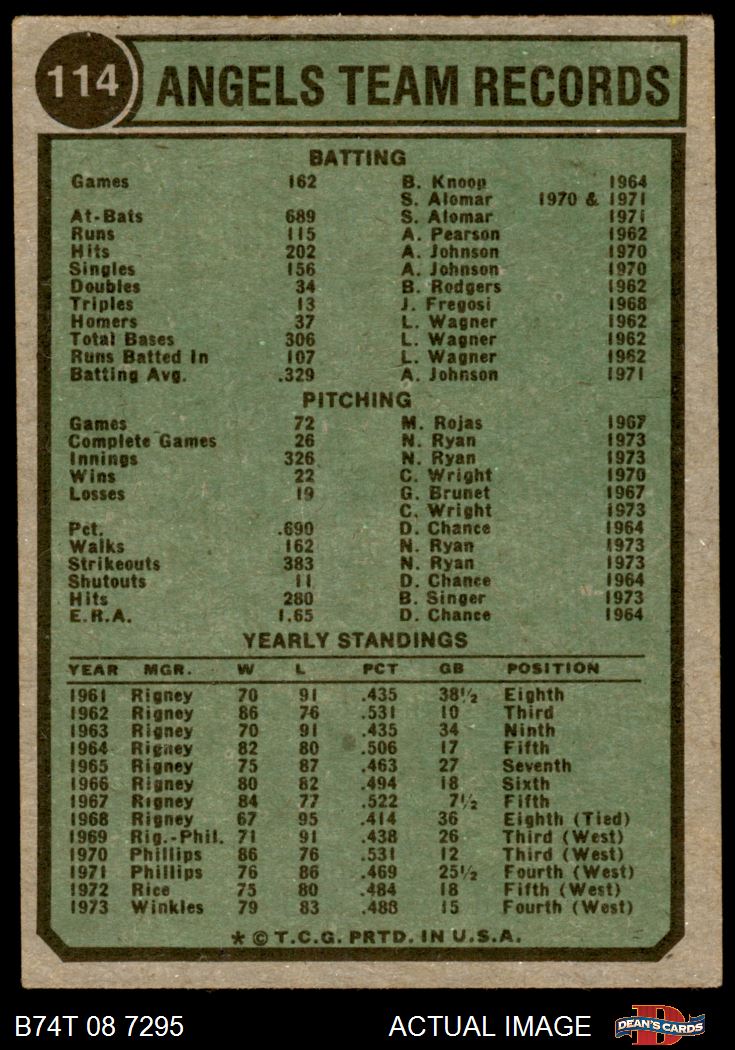 114 ANGELS TEAM RECORDS
BATTING
Games 162 B. Knoop 1964
S. Alomar 1970 & 1971
At-Bats 689 S. Alomar 1971
Runs 115 A. Pearson 1962
Hits 202 A. Johnson 1970
Singles 156 A. Johnson 1970
Doubles 34 B. Rodgers 1962
Triples 13 J. Fregosi 1968
Homers 37 L. Wagner 1962
Total Bases 306 L. Wagner 1962
Runs Batted In 107 L. Wagner 1962
Batting Avg. .329 A. Johnson 1971
PITCHING
Games 72 M. Rojas 1967
Complete Games 26 N. Ryan 1973
Innings 326 N. Ryan 1973
Wins 22 C. Wright 1970
Losses 19 G. Brunet 1967
C. Wright 1973
Pct. .690 D. Chance 1964
Walks 162 N. Ryan 1973
Strikeouts 383 N. Ryan 1973
Shutouts 11 D. Chance 1964
Hits 280 B. Singer 1973
E.R.A. 1.65 D. Chance 1964
YEARLY STANDINGS
YEAR MGR. W L PCT GB POSITION
1961 Rigney 70 91 .435 38½ Eighth
1962 Rigney 86 76 .531 10 Third
1963 Rigney 70 91 .435 34 Ninth
1964 Rigney 82 80 .506 17 Fifth
1965 Rigney 75 87 .463 27 Seventh
1966 Rigney 80 82 .494 18 Sixth
1967 Rigney 84 77 .522 7½ Fifth
1968 Rigney 67 95 .414 36 Eighth (Tied)
1969 Rig.-Phil. 71 91 .438 26 Third (West)
1970 Phillips 86 76 .531 12 Third (West)
1971 Phillips 76 86 .469 25½ Fourth (West)
1972 Rice 75 80 .484 18 Fifth (West)
1973 Winkles 79 83 .488 15 Fourth (West)
* © T.C.G. PRTD. IN U.S.A.
B74T 08 7295 ACTUAL IMAGE D DEAN'S CARDS